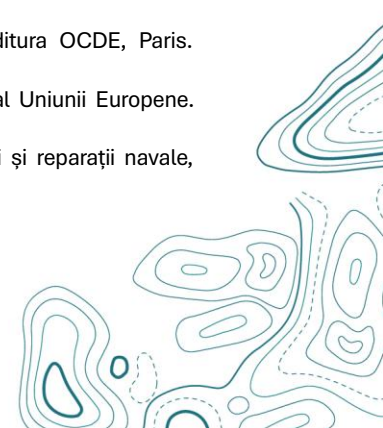 ditura OCDE, Paris.
al Uniunii Europene.
i și reparații navale,